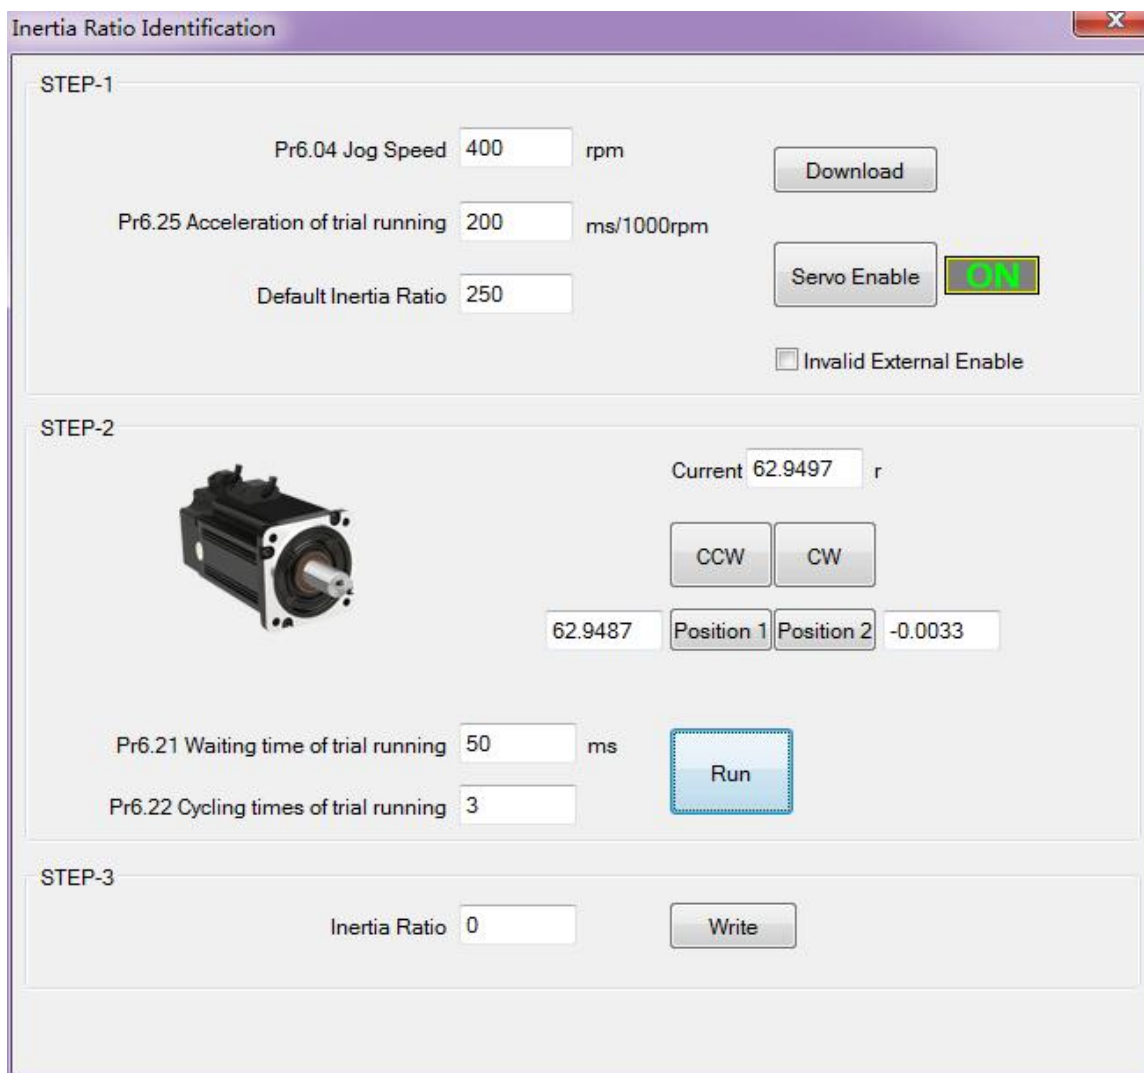 Inertia Ratio Identification
X
STEP-1
Pr6.04 Jog Speed 400 rpm
Download
Pr6.25 Acceleration of trial running 200 ms/1000rpm
Servo Enable ON
Default Inertia Ratio 250
Invalid External Enable
STEP-2
Current 62.9497 r
CCW CW
62.9487 Position 1 Position 2 -0.0033
Pr6.21 Waiting time of trial running 50 ms
Run
Pr6.22 Cycling times of trial running 3
STEP-3
Inertia Ratio 0 Write